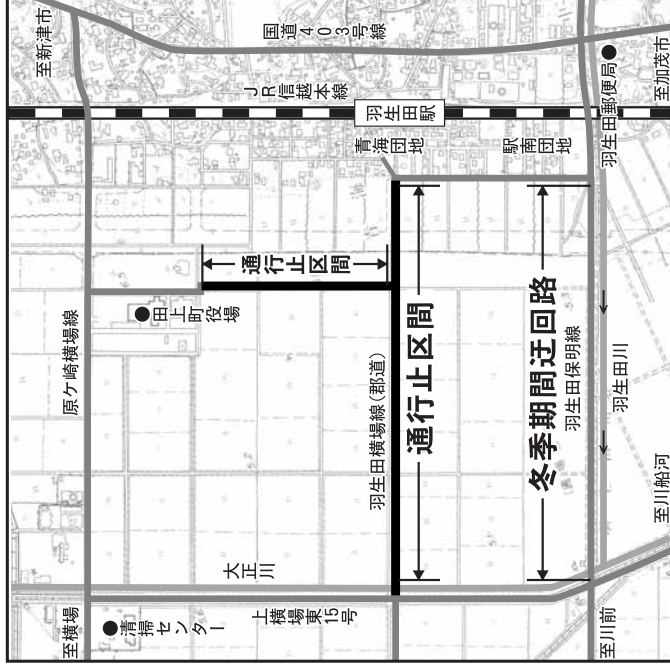 至新津市
国道403号線
JR信越本線
羽生田駅
羽生田郵便局
至加茂市
青海団地
駅南団地
通行止区間
田上町役場
原ケ崎横場線
羽生田横場線(郡道)
通行止区間
冬季期間迂回路
羽生田保明線
羽生田川
大正川
至横場
清掃センター
上横場東15号
至川前
至川船河